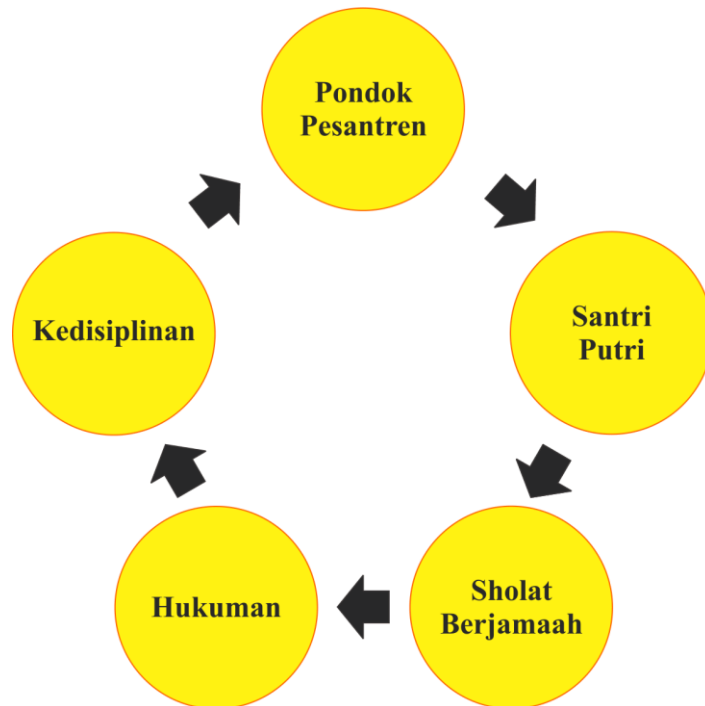 Pondok
Pesantren
Santri
Putri
Sholat
Berjamaah
Hukuman
Kedisiplinan